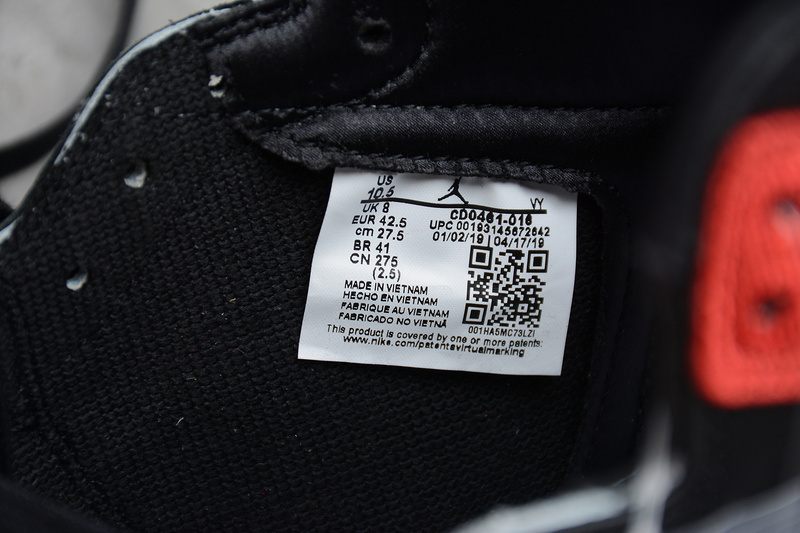 US
10.5
VY
UK 8
CD0461-016
EUR 42.5
UPC 00193145672642
cm 27.5
01/02/19 | 04/17/19
BR 41
CN 275
(2.5)
MADE IN VIETNAM
HECHO EN VIETNAM
FABRIQUE AU VIETNAM
FABRICADO NO VIETNÃ
001HA5MC73LZI
This product is covered by one or more patents:
www.nike.com/patentsvirtualmarking